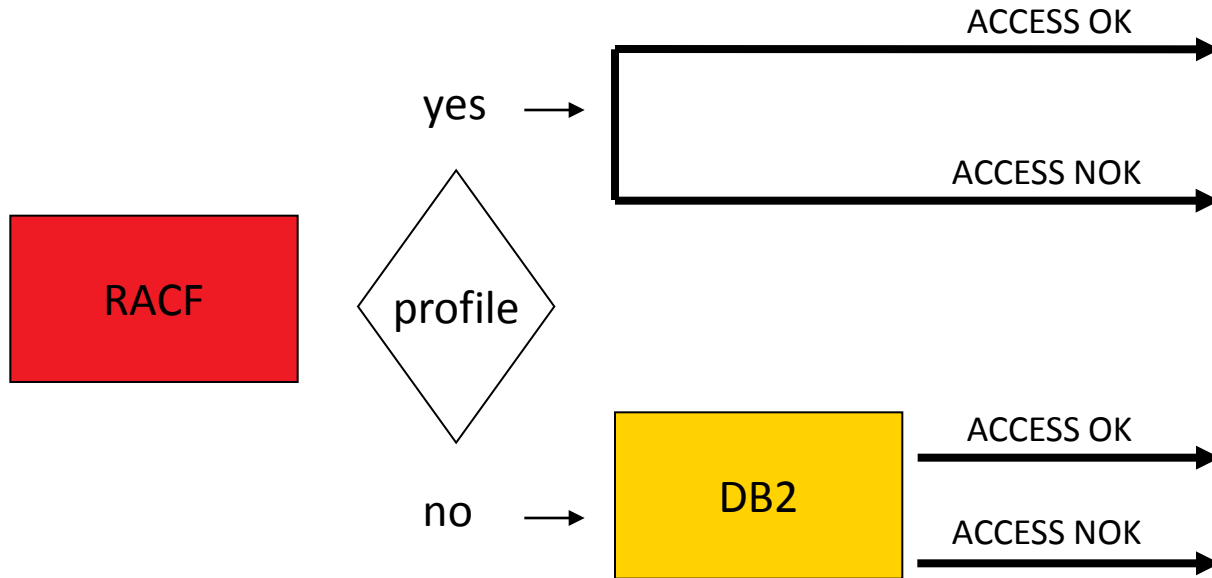 ACCESS OK
yes
ACCESS NOK
RACF
profile
ACCESS OK
DB2
no
ACCESS NOK